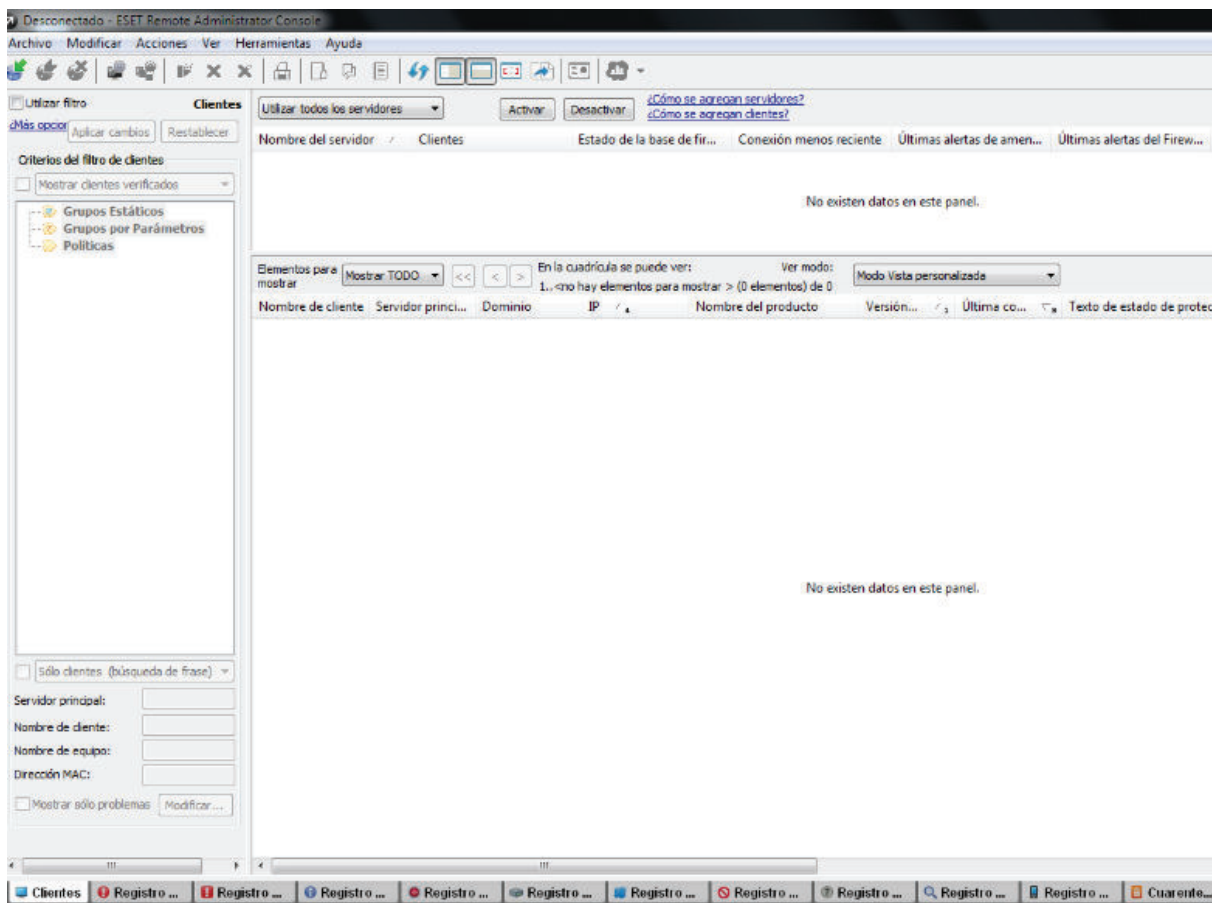 Desconectado - ESET Remote Administrator Console
Archivo Modificar Acciones Ver Herramientas Ayuda
Utilizar filtro Clientes
¿Más opcior Aplicar cambios Restablecer
Criterios del filtro de clientes
Mostrar clientes verificados
Grupos Estáticos
Grupos por Parámetros
Políticas
Sólo clientes (búsqueda de frase)
Servidor principal:
Nombre de cliente:
Nombre de equipo:
Dirección MAC:
Mostrar sólo problemas Modificar...
Utilizar todos los servidores Activar Desactivar ¿Cómo se agregan servidores?
¿Cómo se agregan clientes?
Nombre del servidor Clientes Estado de la base de fir... Conexión menos reciente Últimas alertas de amen... Últimas alertas del Firew...
No existen datos en este panel.
Elementos para mostrar Mostrar TODO << < > En la cuadrícula se puede ver: Ver modo: Modo Vista personalizada
1..<no hay elementos para mostrar > (0 elementos) de 0
Nombre de cliente Servidor princi... Dominio IP 4 Nombre del producto Versión... 3 Última co... Texto de estado de protec
No existen datos en este panel.
Clientes Registro ... Registro ... Registro ... Registro ... Registro ... Registro ... Registro ... Registro ... Registro ... Registro ... Cuarente...